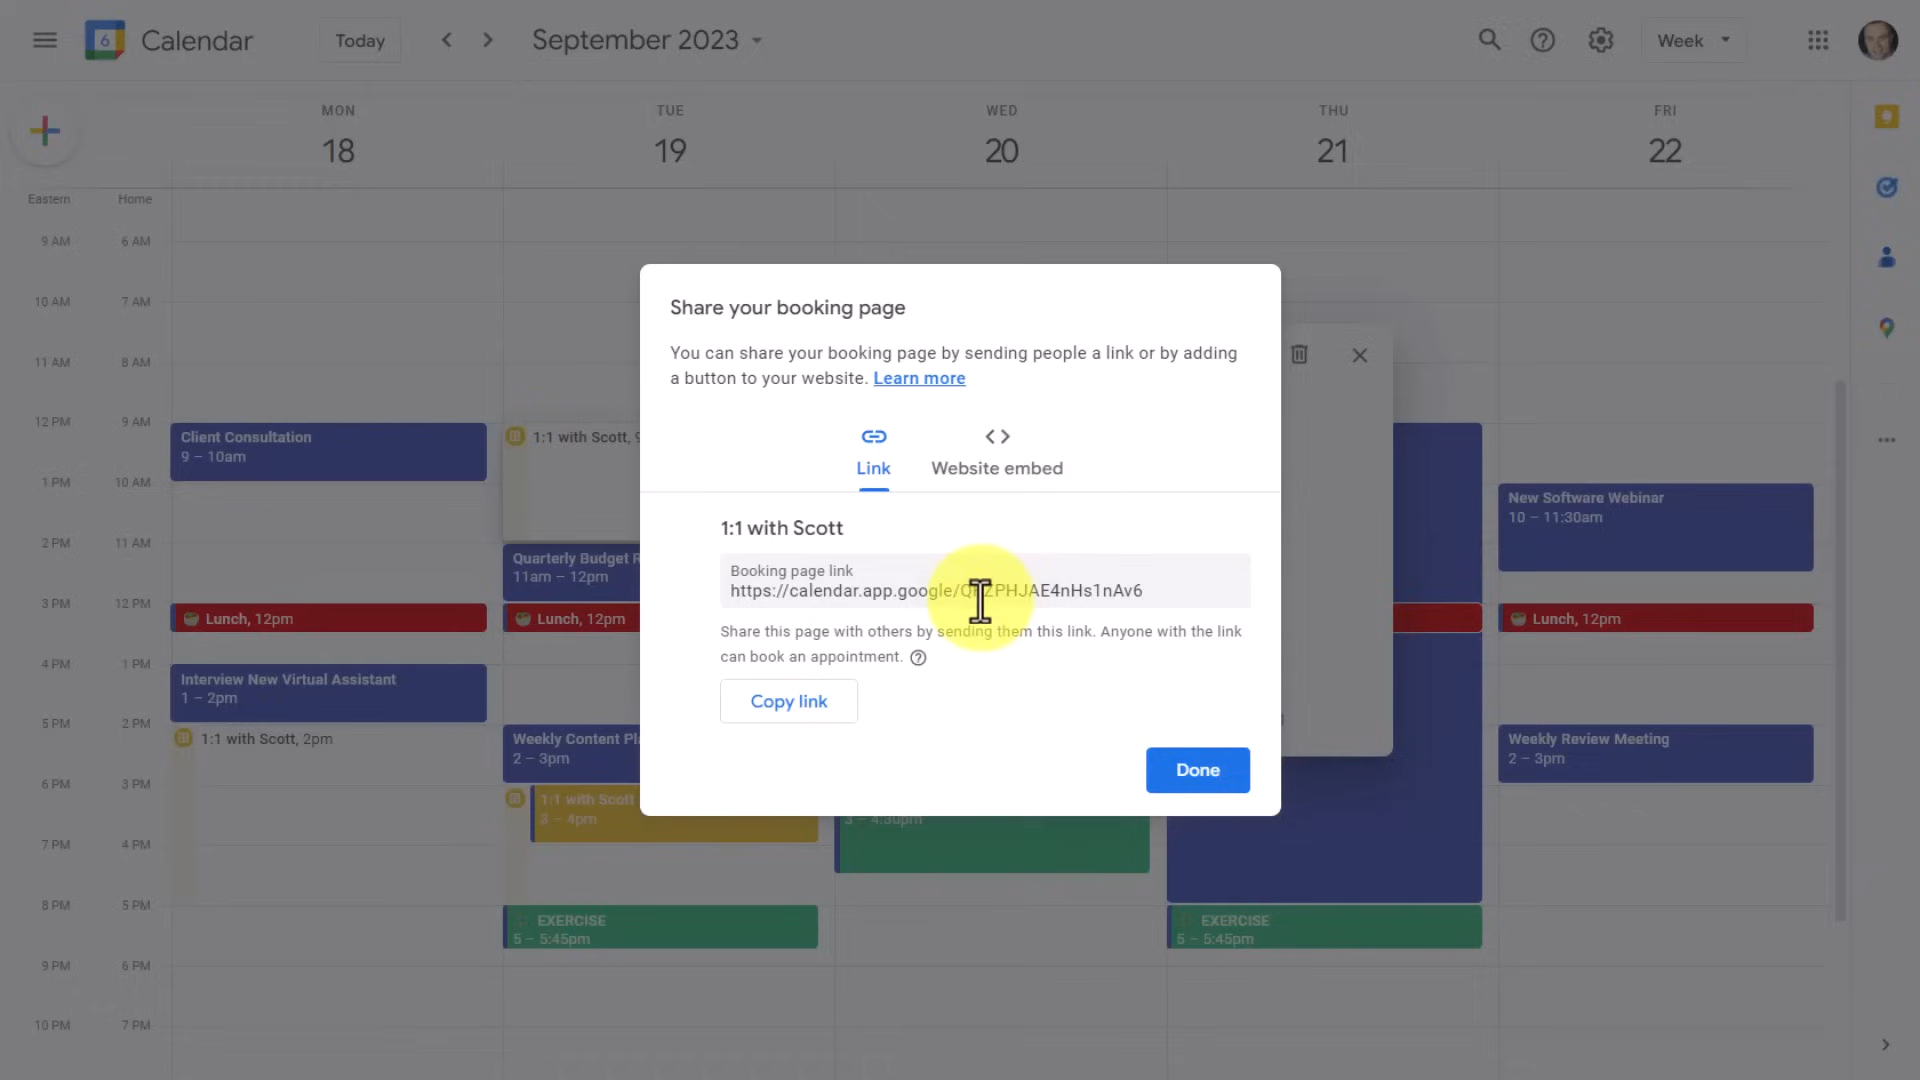 6
Calendar
Today
September 2023
Week
MON
TUE
WED
THU
FRI
18
19
20
21
22
Eastern
Home
9 AM
6 AM
10 AM
7 AM
11 AM
8 AM
12 PM
9 AM
1 PM
10 AM
2 PM
11 AM
3 PM
12 PM
4 PM
1 PM
5 PM
2 PM
6 PM
3 PM
7 PM
4 PM
8 PM
5 PM
9 PM
6 PM
10 PM
7 PM
Client Consultation
9 – 10am
Lunch, 12pm
Interview New Virtual Assistant
1 – 2pm
1:1 with Scott, 2pm
1:1 with Scott,
Quarterly Budget
11am – 12pm
Lunch, 12pm
Weekly Content
2 – 3pm
1:1 with Scott
3 – 4pm
EXERCISE
5 – 5:45pm
3 – 4:30pm
EXERCISE
5 – 5:45pm
New Software Webinar
10 – 11:30am
Lunch, 12pm
Weekly Review Meeting
2 – 3pm
Share your booking page
You can share your booking page by sending people a link or by adding
a button to your website. Learn more
Link
Website embed
1:1 with Scott
Booking page link
Share this page with others by sending them this link. Anyone with the link
can book an appointment.
Copy link
Done